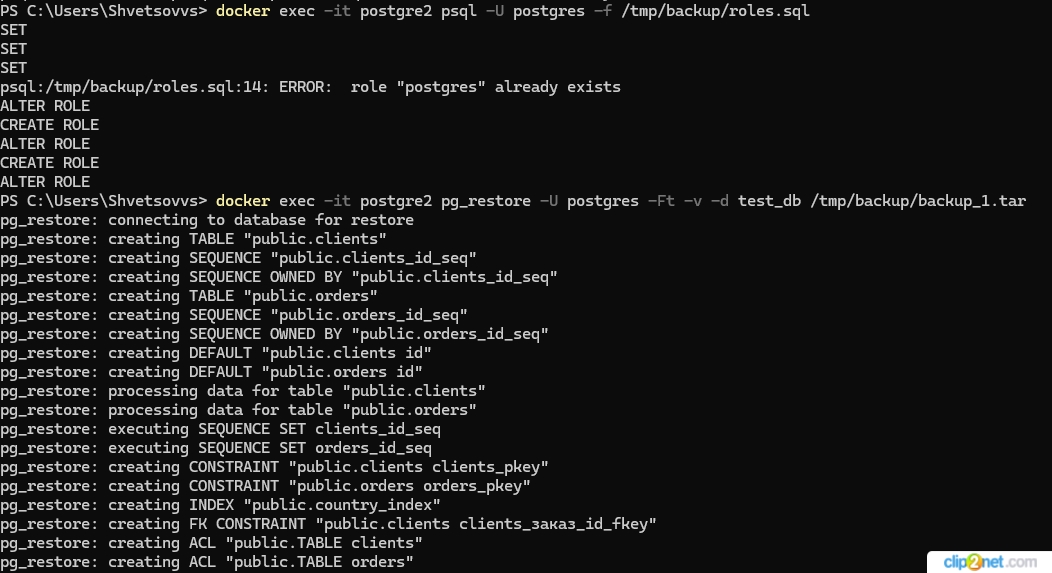 PS C:\Users\Shvetsovvs> docker exec -it postgre2 psql -U postgres -f /tmp/backup/roles.sql
SET
SET
SET
psql:/tmp/backup/roles.sql:14: ERROR:  role "postgres" already exists
ALTER ROLE
CREATE ROLE
ALTER ROLE
CREATE ROLE
ALTER ROLE
PS C:\Users\Shvetsovvs> docker exec -it postgre2 pg_restore -U postgres -Ft -v -d test_db /tmp/backup/backup_1.tar
pg_restore: connecting to database for restore
pg_restore: creating TABLE "public.clients"
pg_restore: creating SEQUENCE "public.clients_id_seq"
pg_restore: creating SEQUENCE OWNED BY "public.clients_id_seq"
pg_restore: creating TABLE "public.orders"
pg_restore: creating SEQUENCE "public.orders_id_seq"
pg_restore: creating SEQUENCE OWNED BY "public.orders_id_seq"
pg_restore: creating DEFAULT "public.clients id"
pg_restore: creating DEFAULT "public.orders id"
pg_restore: processing data for table "public.clients"
pg_restore: processing data for table "public.orders"
pg_restore: executing SEQUENCE SET clients_id_seq
pg_restore: executing SEQUENCE SET orders_id_seq
pg_restore: creating CONSTRAINT "public.clients clients_pkey"
pg_restore: creating CONSTRAINT "public.orders orders_pkey"
pg_restore: creating INDEX "public.country_index"
pg_restore: creating FK CONSTRAINT "public.clients clients_заказ_id_fkey"
pg_restore: creating ACL "public.TABLE clients"
pg_restore: creating ACL "public.TABLE orders"
clip2net.com